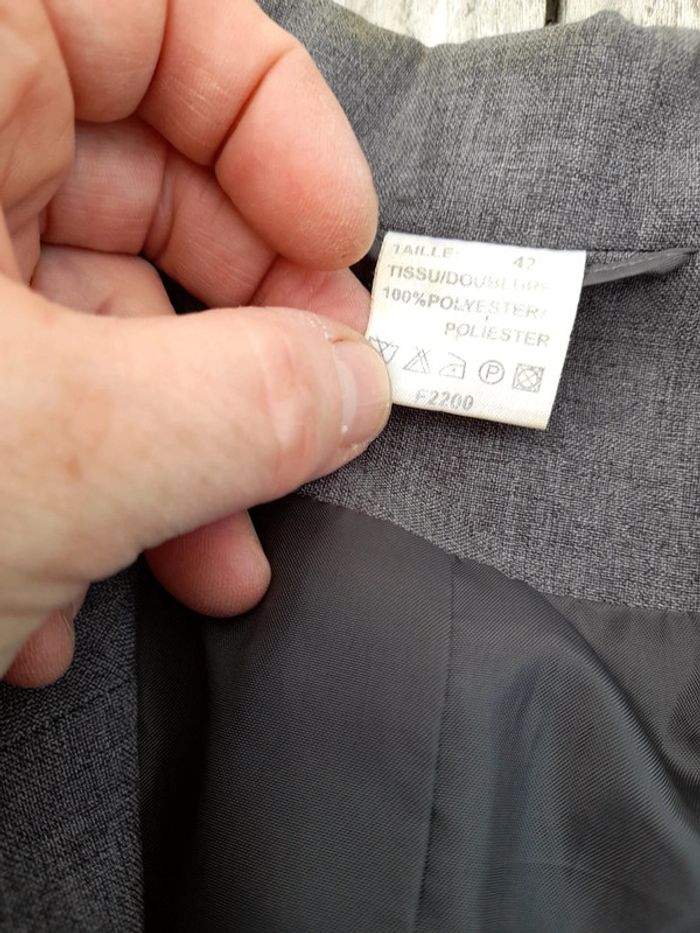 TAILLE: 42
TISSU/DOUBLURE
100%POLYESTER/
POLIESTER
P
F2200